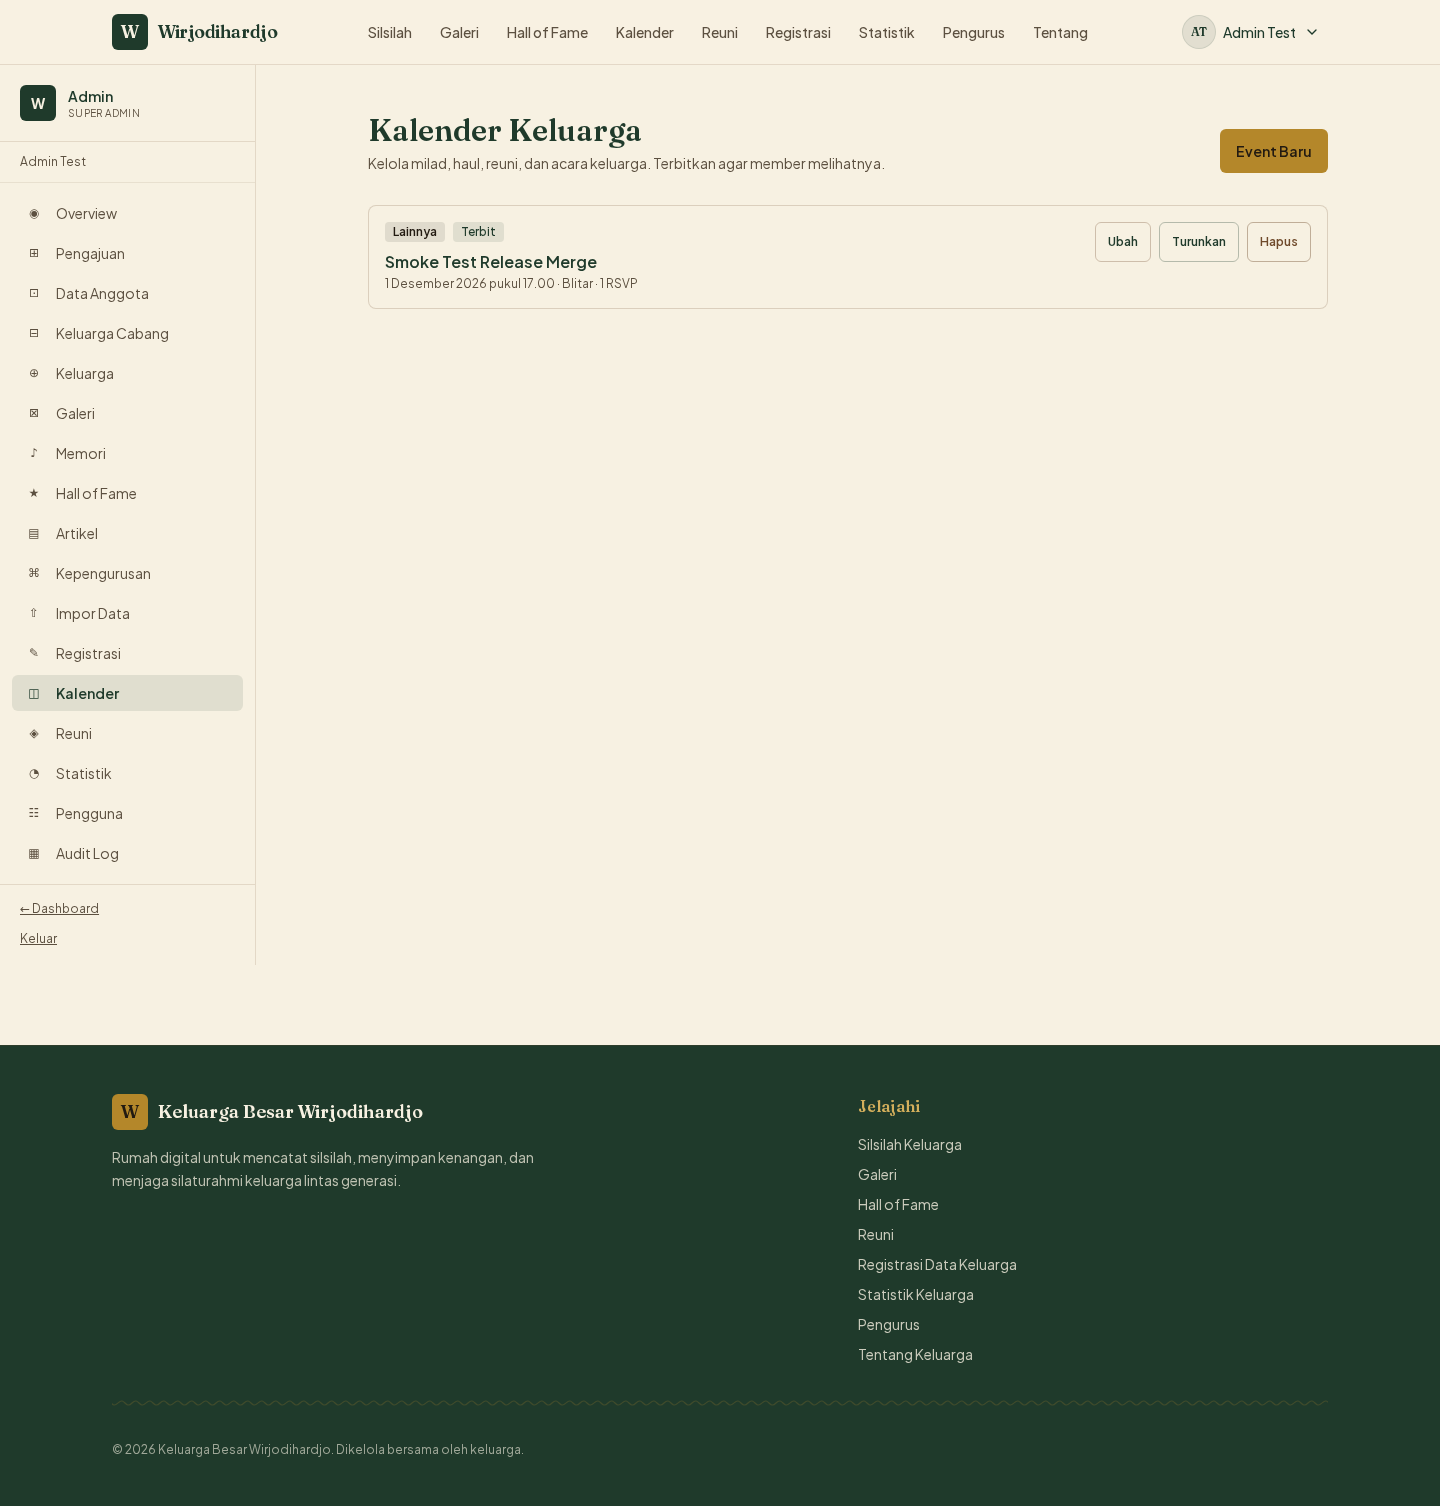 W Wirjodihardjo Silsilah Galeri Hall of Fame Kalender Reuni Registrasi Statistik Pengurus Tentang AT Admin Test
W Admin
SUPER ADMIN
Admin Test
Overview
Pengajuan
Data Anggota
Keluarga Cabang
Keluarga
Galeri
Memori
Hall of Fame
Artikel
Kepengurusan
Impor Data
Registrasi
Kalender
Reuni
Statistik
Pengguna
Audit Log
← Dashboard
Keluar
Kalender Keluarga
Kelola milad, haul, reuni, dan acara keluarga. Terbitkan agar member melihatnya.
Event Baru
Lainnya Terbit
Smoke Test Release Merge
1 Desember 2026 pukul 17.00 · Blitar · 1 RSVP
Ubah Turunkan Hapus
W Keluarga Besar Wirjodihardjo
Rumah digital untuk mencatat silsilah, menyimpan kenangan, dan
menjaga silaturahmi keluarga lintas generasi.
Jelajahi
Silsilah Keluarga
Galeri
Hall of Fame
Reuni
Registrasi Data Keluarga
Statistik Keluarga
Pengurus
Tentang Keluarga
© 2026 Keluarga Besar Wirjodihardjo. Dikelola bersama oleh keluarga.